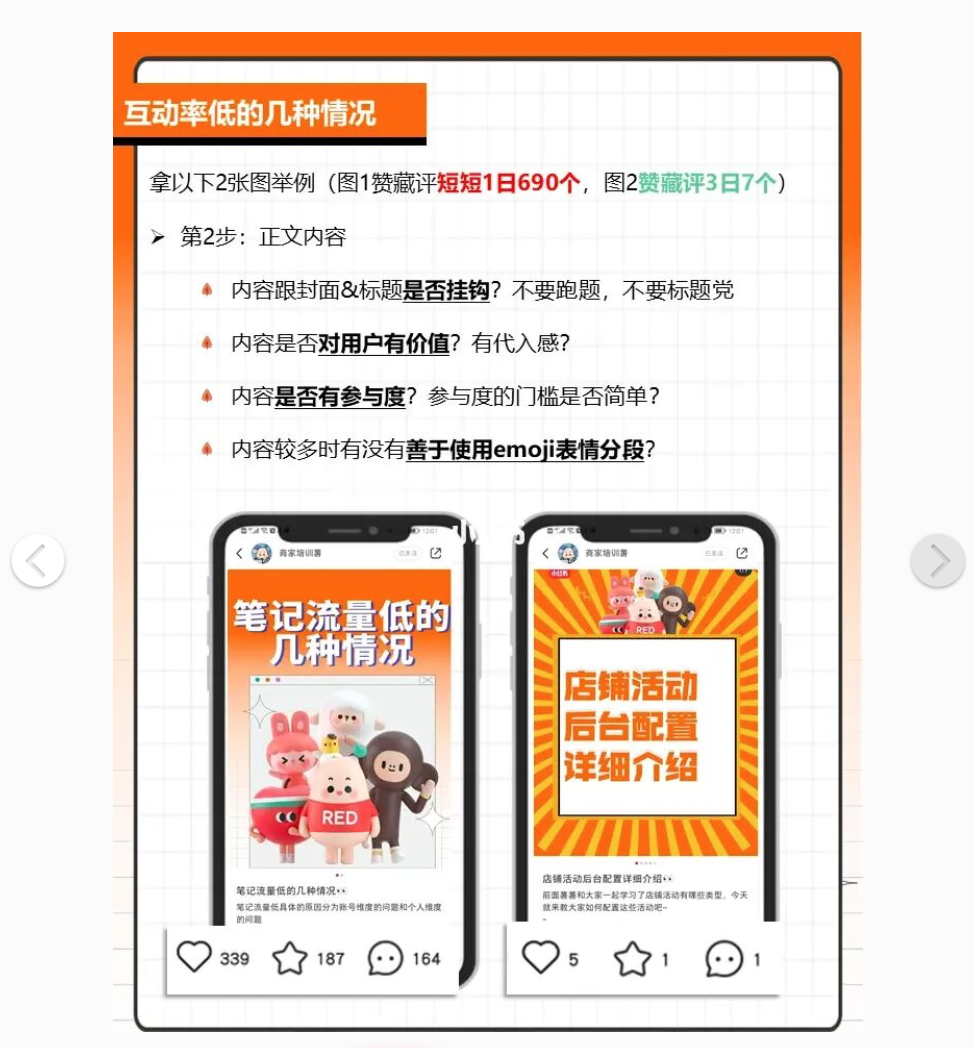 互动率低的几种情况
拿以下2张图举例（图1赞藏评短短1日690个，图2赞藏评3日7个）
➢ 第2步：正文内容
内容跟封面&标题是否挂钩？不要跑题，不要标题党
内容是否对用户有价值？有代入感？
内容是否有参与度？参与度的门槛是否简单？
内容较多时有没有善于使用emoji表情分段？
12:01
商家培训薯
已关注
笔记流量低的
几种情况
RED
笔记流量低的几种情况👀
笔记流量低具体的原因分为账号维度的问题和个人维度
的问题
339 187 164
12:01
商家培训薯
已关注
小红书
RED
店铺活动
后台配置
详细介绍
店铺活动后台配置详细介绍👀
前面薯薯和大家一起学习了店铺活动有哪些类型，今天
就来教大家如何配置这些活动吧~
5 1 1